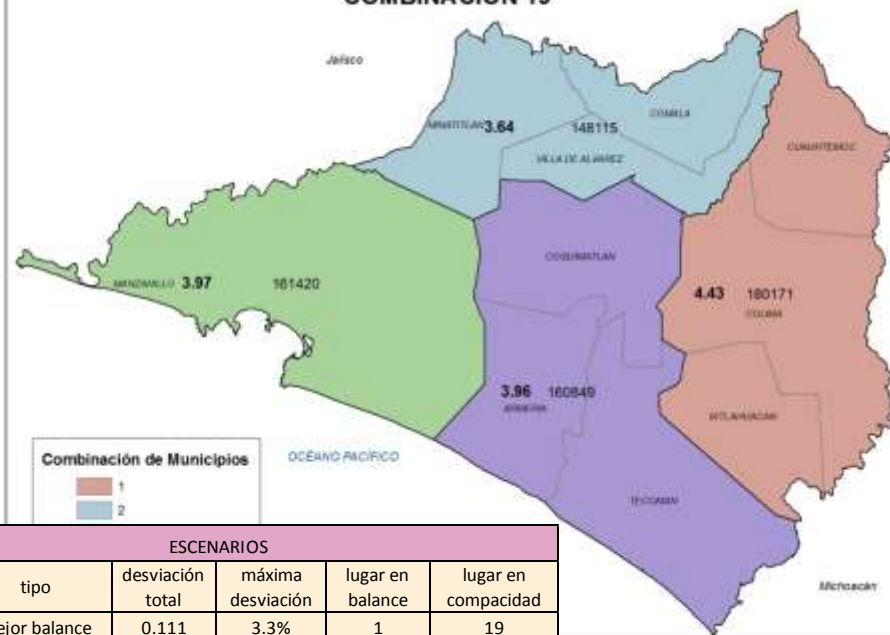 COMBINACIÓN 19
Jalisco
MINATITLAN 3.64 148115
COMALA
VILLA DE ALVAREZ
CUAUHTEMOC
COQUIMATLAN
MANZANILLO 3.97 161420
4.43 180171
COLIMA
3.96 160849
ARMERIA
IXTLAHUACAN
TECOMAN
OCÉANO PACÍFICO
Michoacán
Combinación de Municipios
1
2
ESCENARIOS
tipo desviación total máxima desviación lugar en balance lugar en compacidad
ejor balance 0.111 3.3% 1 19